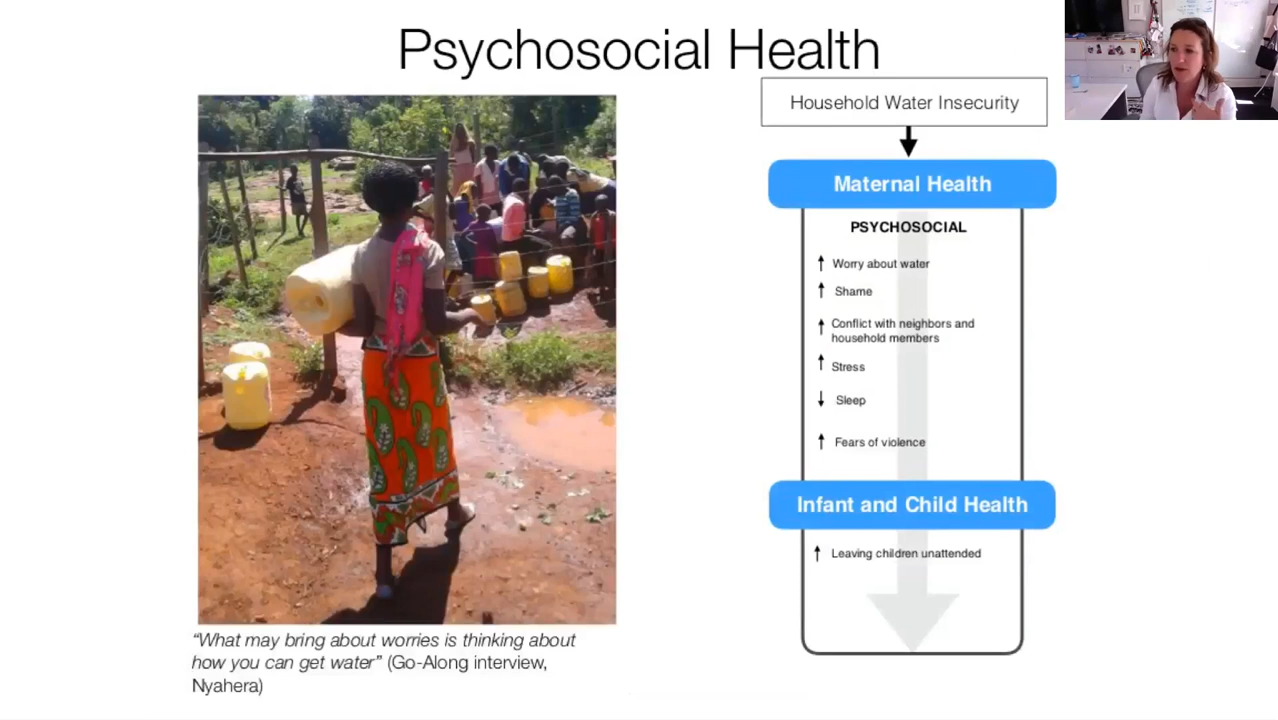 Psychosocial Health
Household Water Insecurity
Maternal Health
PSYCHOSOCIAL
Worry about water
Shame
Conflict with neighbors and
household members
Stress
Sleep
Fears of violence
Infant and Child Health
Leaving children unattended
“What may bring about worries is thinking about
how you can get water” (Go-Along interview,
Nyahera)